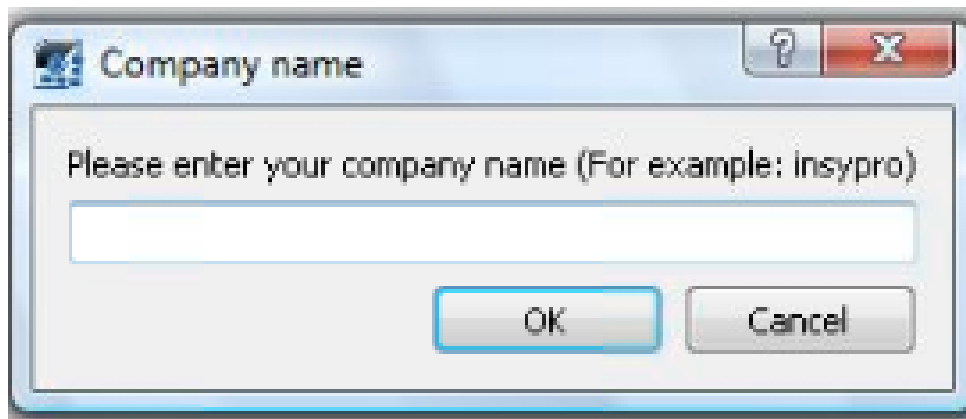 Company name
?
X
Please enter your company name (For example: insypro)
OK
Cancel